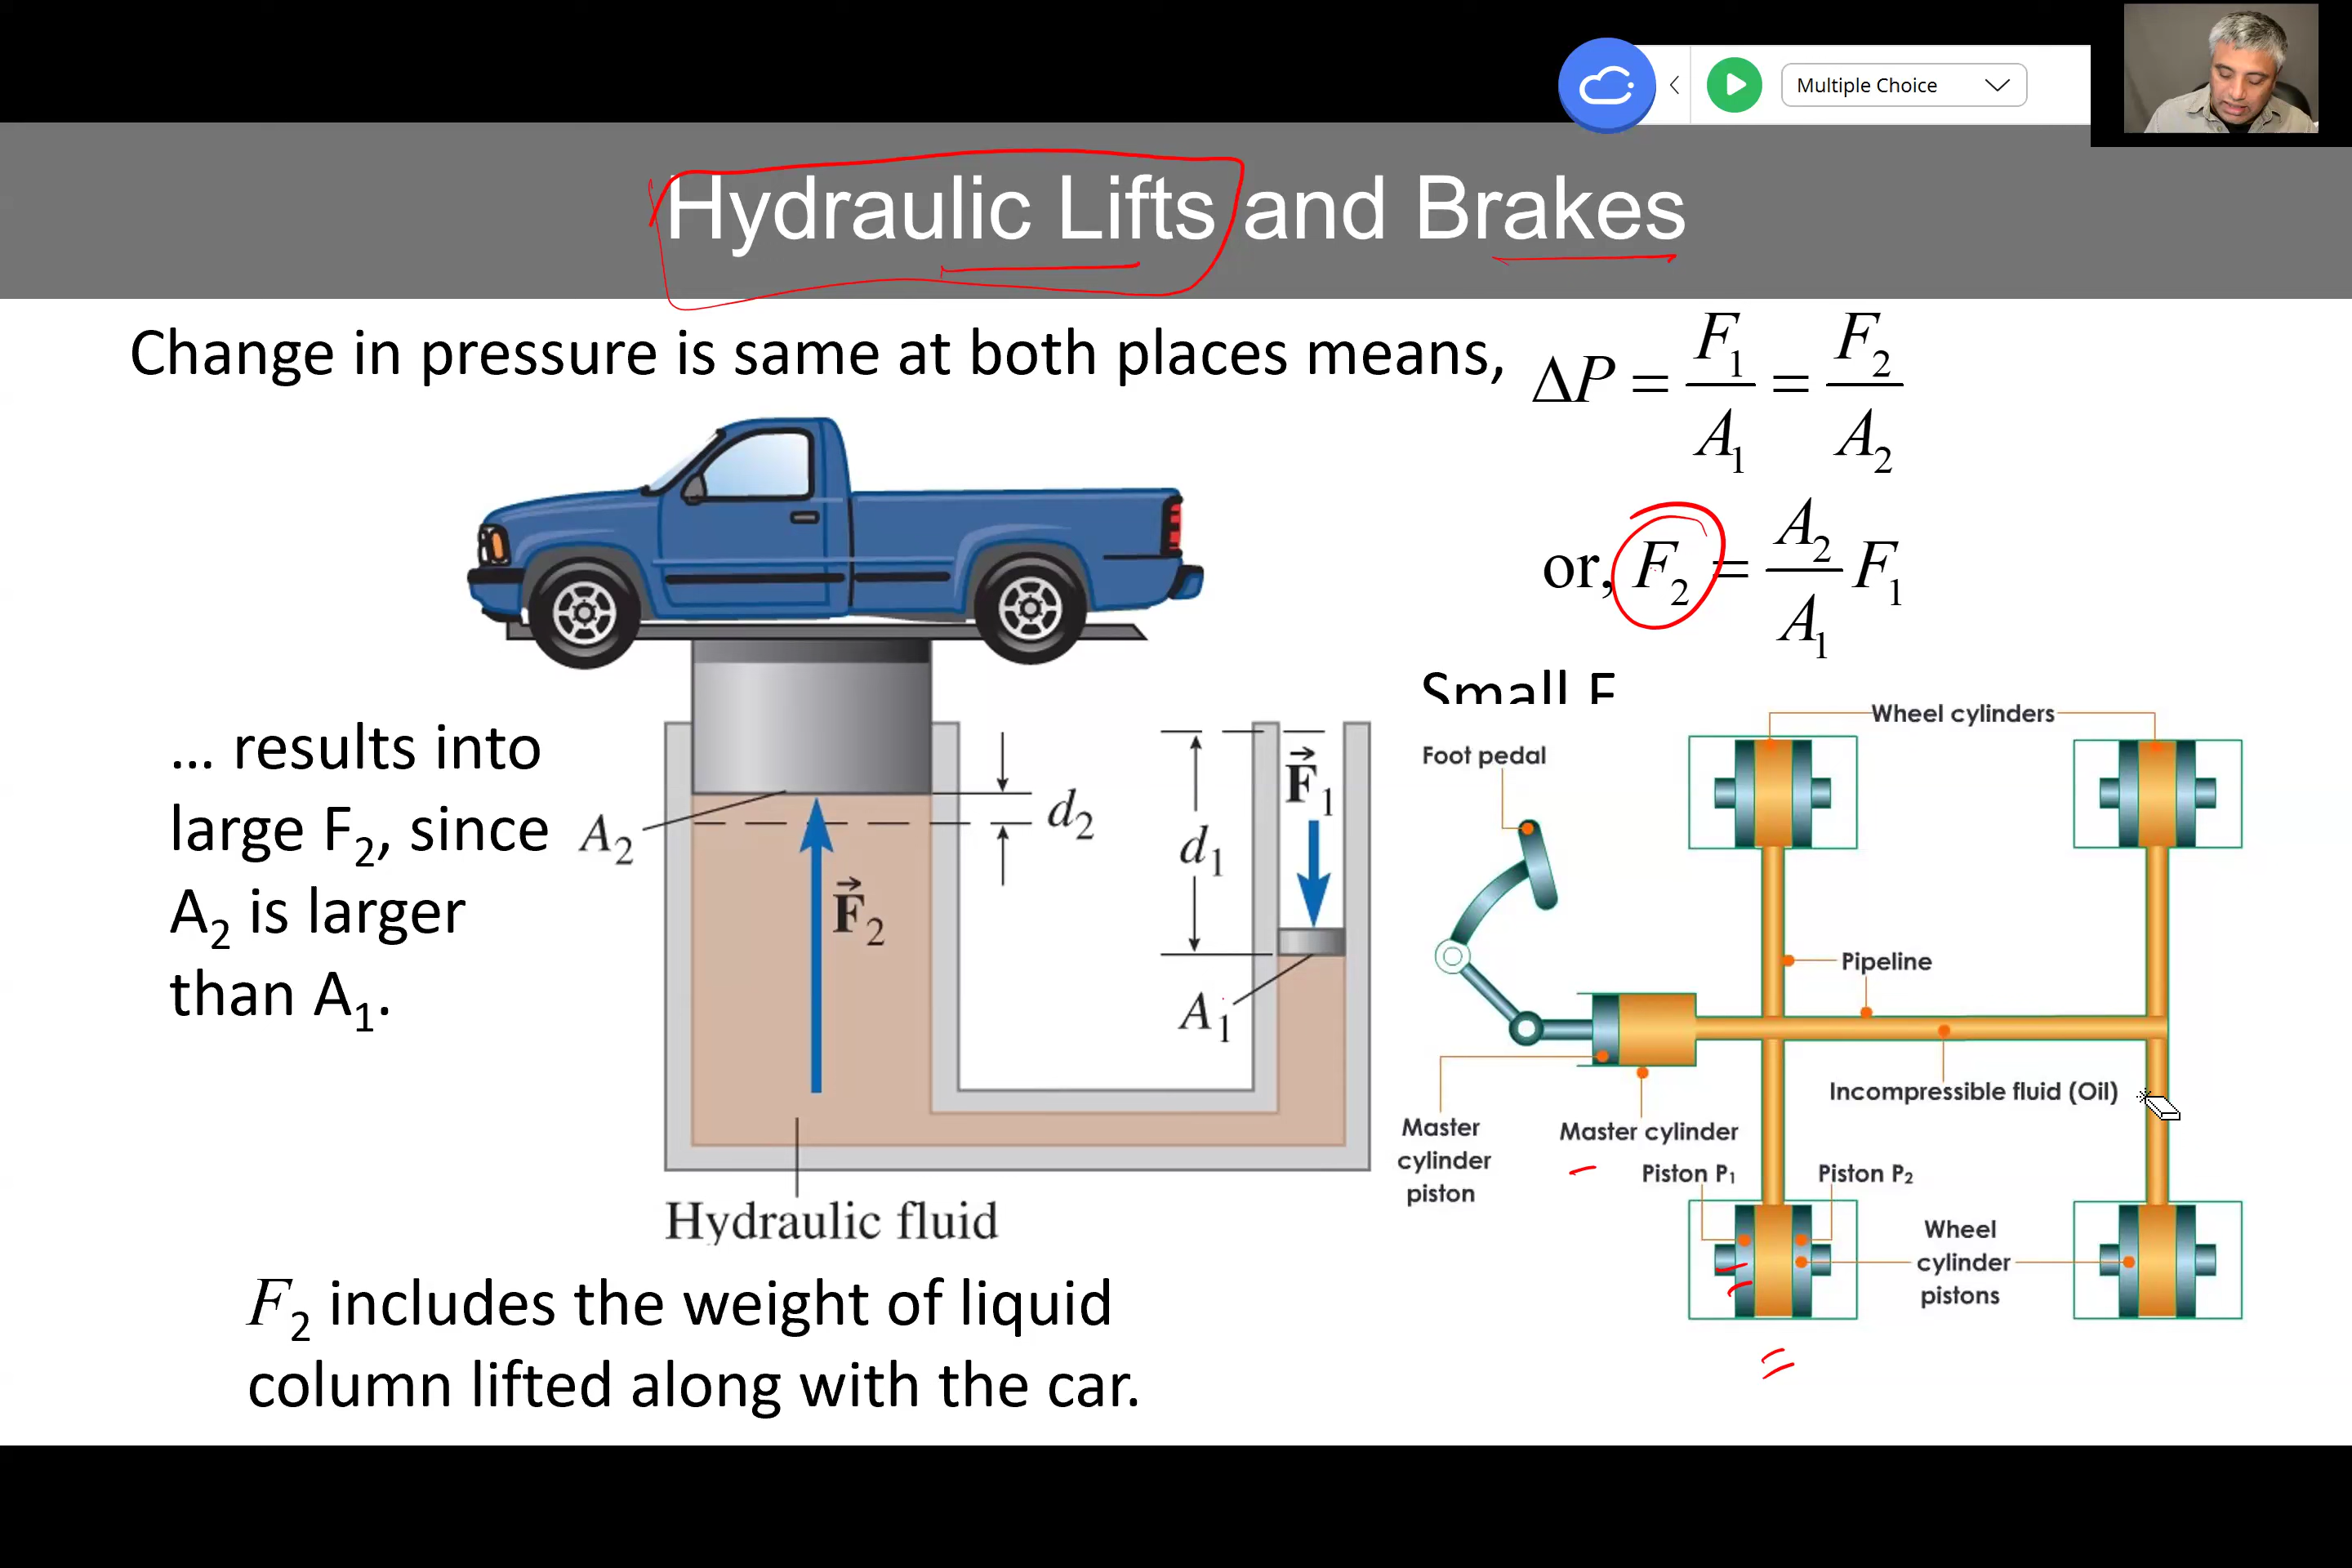 Multiple Choice
Hydraulic Lifts and Brakes
Change in pressure is same at both places means,
ΔP = F₁/A₁ = F₂/A₂
or, F₂ = A₂/A₁ F₁
Small F
... results into
large F₂, since
A₂ is larger
than A₁.
A₂
d₂
d₁
F⃗₁
F⃗₂
A₁
Hydraulic fluid
F₂ includes the weight of liquid
column lifted along with the car.
Wheel cylinders
Foot pedal
Pipeline
Incompressible fluid (Oil)
Master
cylinder
piston
Master cylinder
Piston P₁
Piston P₂
Wheel
cylinder
pistons